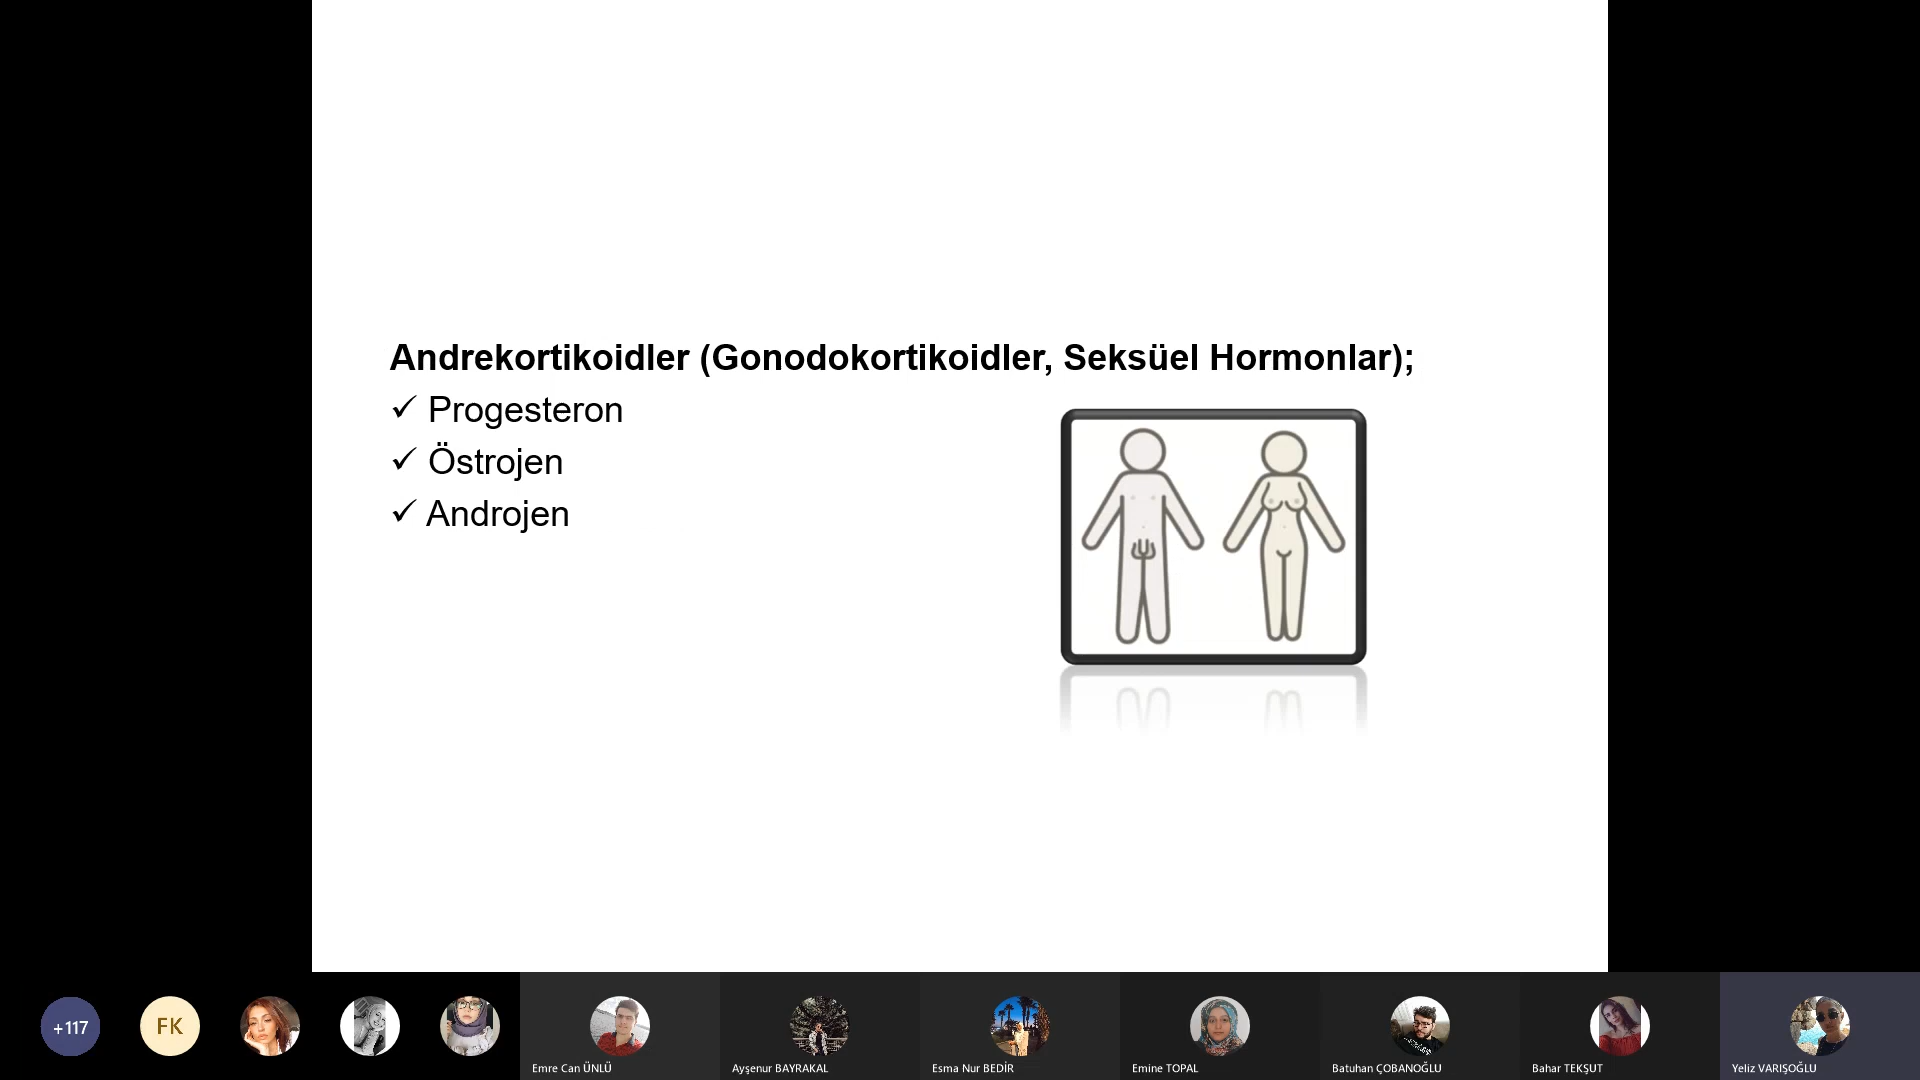 Andrekortikoidler (Gonodokortikoidler, Seksüel Hormonlar);
✓ Progesteron
✓ Östrojen
✓ Androjen
+117
FK
Emre Can ÜNLÜ
Ayşenur BAYRAKAL
Esma Nur BEDİR
Emine TOPAL
Batuhan ÇOBANOĞLU
Bahar TEKŞUT
Yeliz VARIŞOĞLU